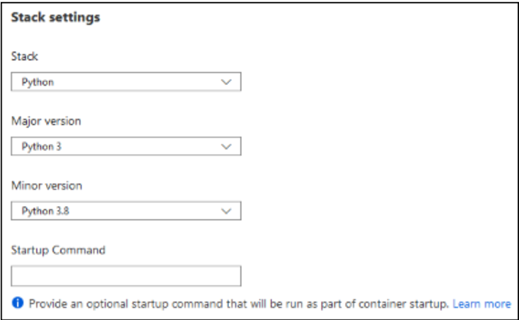 Stack settings
Stack
Python
Major version
Python 3
Minor version
Python 3.8
Startup Command
Provide an optional startup command that will be run as part of container startup. Learn more